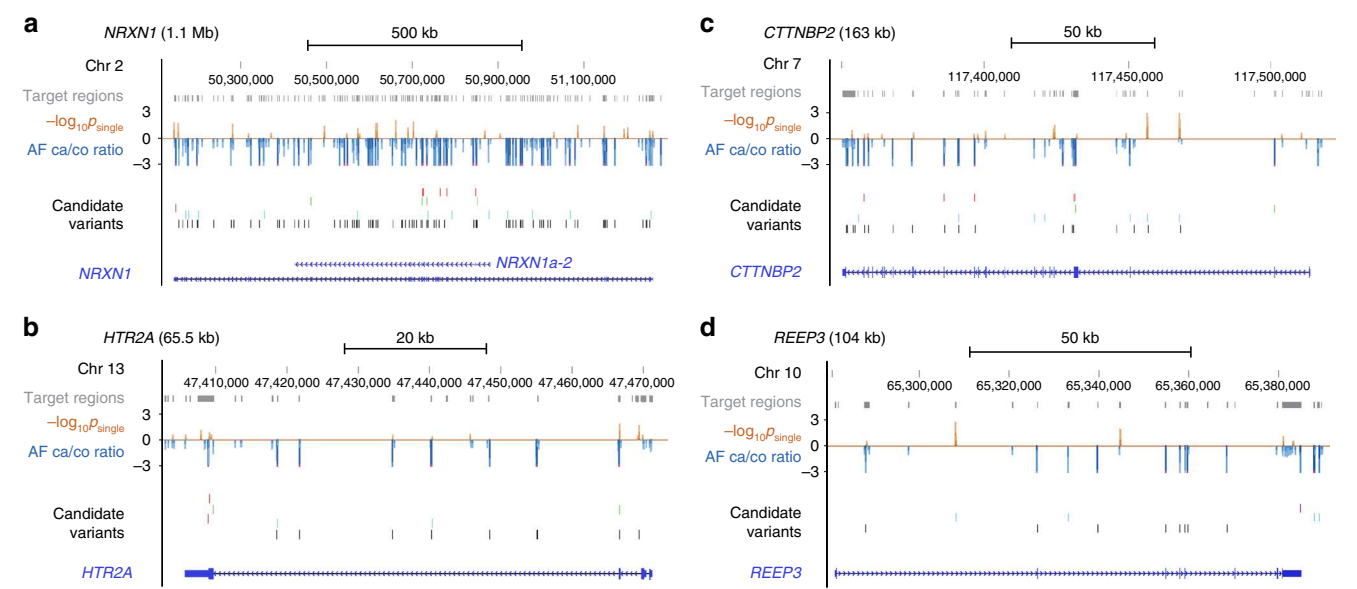 a
NRXN1 (1.1 Mb)
500 kb
Chr 2
50,300,000 50,500,000 50,700,000 50,900,000 51,100,000
Target regions
3
–log10psingle
0
AF ca/co ratio
–3
Candidate
variants
NRXN1a-2
NRXN1
b
HTR2A (65.5 kb)
20 kb
Chr 13
47,410,000 47,420,000 47,430,000 47,440,000 47,450,000 47,460,000 47,470,000
Target regions
3
–log10psingle
0
AF ca/co ratio
–3
Candidate
variants
HTR2A
c
CTTNBP2 (163 kb)
50 kb
Chr 7
117,400,000 117,450,000 117,500,000
Target regions
3
–log10psingle
0
AF ca/co ratio
–3
Candidate
variants
CTTNBP2
d
REEP3 (104 kb)
50 kb
Chr 10
65,300,000 65,320,000 65,340,000 65,360,000 65,380,000
Target regions
3
–log10psingle
0
AF ca/co ratio
–3
Candidate
variants
REEP3